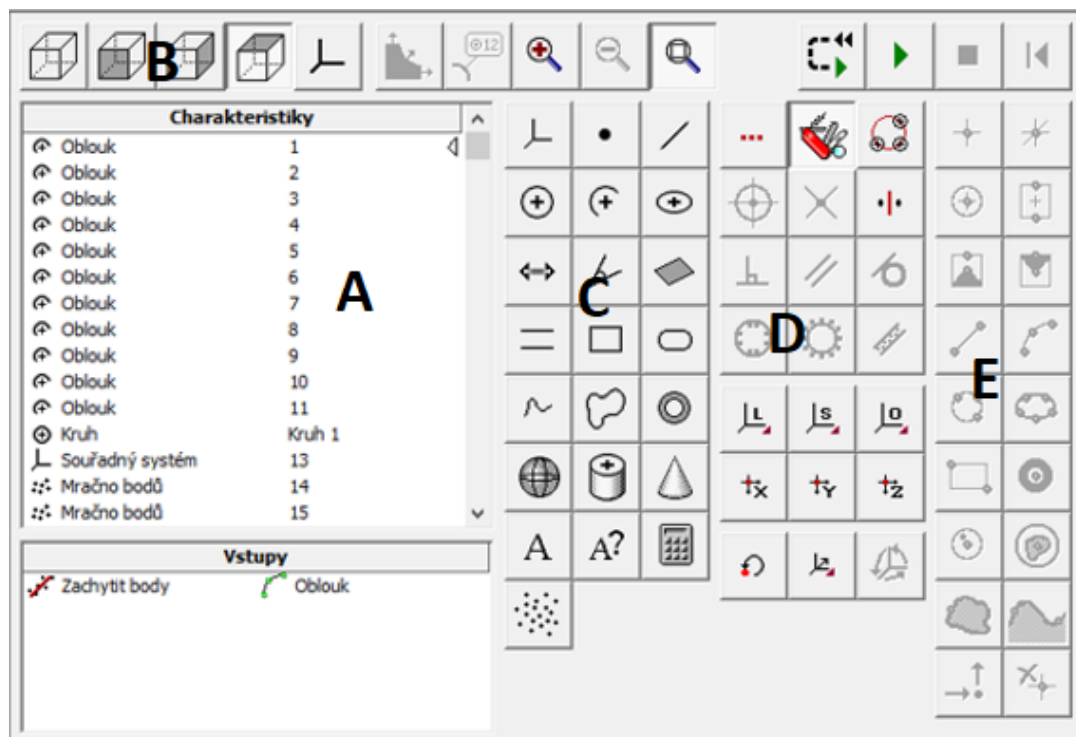 B
12
Charakteristiky
Oblouk 1
Oblouk 2
Oblouk 3
Oblouk 4
Oblouk 5
Oblouk 6
Oblouk 7
Oblouk 8
Oblouk 9
Oblouk 10
Oblouk 11
Kruh Kruh 1
Souřadný systém 13
Mračno bodů 14
Mračno bodů 15
A
Vstupy
Zachytit body Oblouk
C
A A?
D
L S O
X Y Z
E